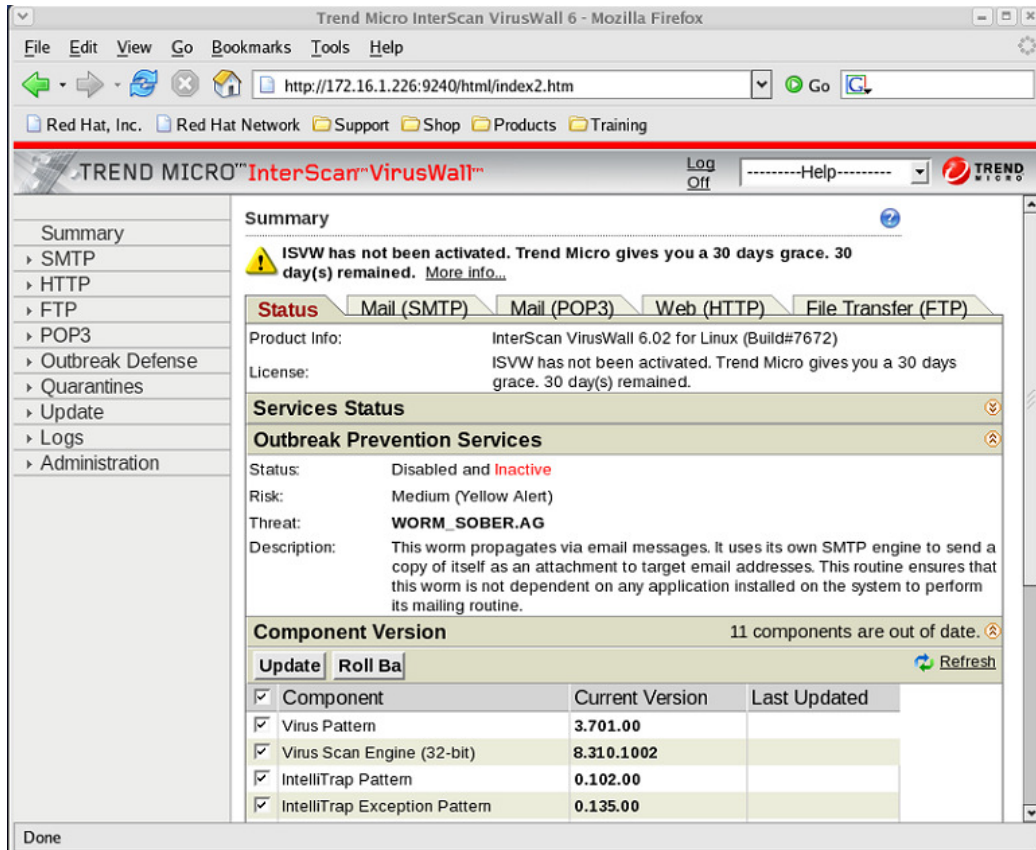 Trend Micro InterScan VirusWall 6 - Mozilla Firefox
File Edit View Go Bookmarks Tools Help
http://172.16.1.226:9240/html/index2.htm Go G
Red Hat, Inc. Red Hat Network Support Shop Products Training
TREND MICRO™ InterScan™ VirusWall™ Log Off ---------Help--------- TREND MICRO
Summary
SMTP
HTTP
FTP
POP3
Outbreak Defense
Quarantines
Update
Logs
Administration
Summary ?
ISVW has not been activated. Trend Micro gives you a 30 days grace. 30
day(s) remained. More info...
Status Mail (SMTP) Mail (POP3) Web (HTTP) File Transfer (FTP)
Product Info: InterScan VirusWall 6.02 for Linux (Build#7672)
License: ISVW has not been activated. Trend Micro gives you a 30 days
grace. 30 day(s) remained.
Services Status
Outbreak Prevention Services
Status: Disabled and Inactive
Risk: Medium (Yellow Alert)
Threat: WORM_SOBER.AG
Description: This worm propagates via email messages. It uses its own SMTP engine to send a
copy of itself as an attachment to target email addresses. This routine ensures that
this worm is not dependent on any application installed on the system to perform
its mailing routine.
Component Version 11 components are out of date.
Update Roll Ba Refresh
Component Current Version Last Updated
Virus Pattern 3.701.00
Virus Scan Engine (32-bit) 8.310.1002
IntelliTrap Pattern 0.102.00
IntelliTrap Exception Pattern 0.135.00
Done